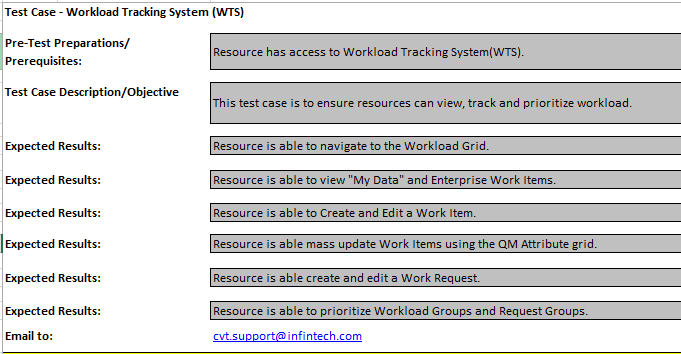 Test Case - Workload Tracking System (WTS)
Pre-Test Preparations/
Prerequisites:
Resource has access to Workload Tracking System(WTS).
Test Case Description/Objective
This test case is to ensure resources can view, track and prioritize workload.
Expected Results:
Resource is able to navigate to the Workload Grid.
Expected Results:
Resource is able to view "My Data" and Enterprise Work Items.
Expected Results:
Resource is able to Create and Edit a Work Item.
Expected Results:
Resource is able mass update Work Items using the QM Attribute grid.
Expected Results:
Resource is able create and edit a Work Request.
Expected Results:
Resource is able to prioritize Workload Groups and Request Groups.
Email to:
cvt.support@infintech.com